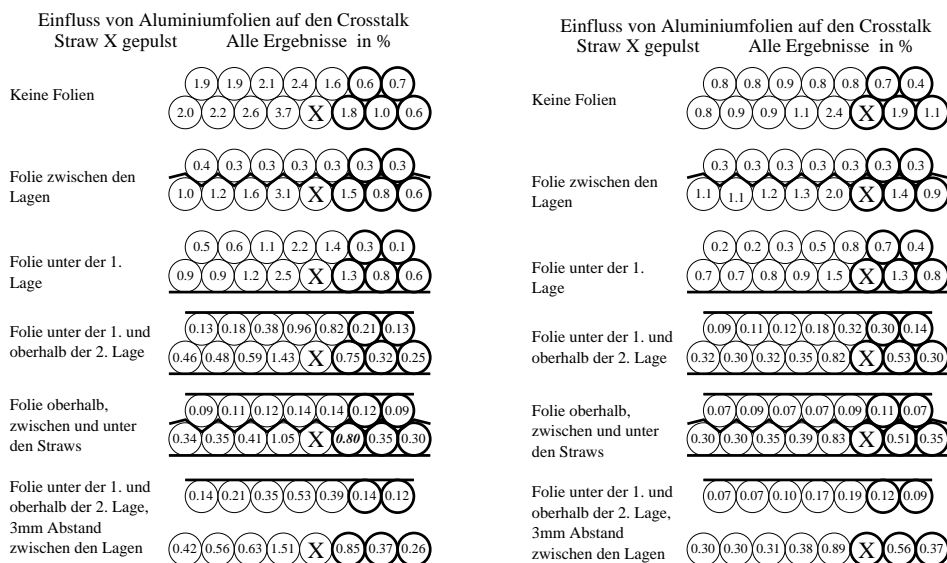 Einfluss von Aluminiumfolien auf den Crosstalk
Straw X gepulst Alle Ergebnisse in %
Keine Folien
1.9 1.9 2.1 2.4 1.6 0.6 0.7
2.0 2.2 2.6 3.7 X 1.8 1.0 0.6
Folie zwischen den
Lagen
0.4 0.3 0.3 0.3 0.3 0.3 0.3
1.0 1.2 1.6 3.1 X 1.5 0.8 0.6
Folie unter der 1.
Lage
0.5 0.6 1.1 2.2 1.4 0.3 0.1
0.9 0.9 1.2 2.5 X 1.3 0.8 0.6
Folie unter der 1. und
oberhalb der 2. Lage
0.13 0.18 0.38 0.96 0.82 0.21 0.13
0.46 0.48 0.59 1.43 X 0.75 0.32 0.25
Folie oberhalb,
zwischen und unter
den Straws
0.09 0.11 0.12 0.14 0.14 0.12 0.09
0.34 0.35 0.41 1.05 X 0.80 0.35 0.30
Folie unter der 1. und
oberhalb der 2. Lage,
3mm Abstand
zwischen den Lagen
0.14 0.21 0.35 0.53 0.39 0.14 0.12
0.42 0.56 0.63 1.51 X 0.85 0.37 0.26
Einfluss von Aluminiumfolien auf den Crosstalk
Straw X gepulst Alle Ergebnisse in %
Keine Folien
0.8 0.8 0.9 0.8 0.8 0.7 0.4
0.8 0.9 0.9 1.1 2.4 X 1.9 1.1
Folie zwischen den
Lagen
0.3 0.3 0.3 0.3 0.3 0.3 0.3
1.1 1.1 1.2 1.3 2.0 X 1.4 0.9
Folie unter der 1.
Lage
0.2 0.2 0.3 0.5 0.8 0.7 0.4
0.7 0.7 0.8 0.9 1.5 X 1.3 0.8
Folie unter der 1. und
oberhalb der 2. Lage
0.09 0.11 0.12 0.18 0.32 0.30 0.14
0.32 0.30 0.32 0.35 0.82 X 0.53 0.30
Folie oberhalb,
zwischen und unter
den Straws
0.07 0.09 0.07 0.07 0.09 0.11 0.07
0.30 0.30 0.35 0.39 0.83 X 0.51 0.35
Folie unter der 1. und
oberhalb der 2. Lage,
3mm Abstand
zwischen den Lagen
0.07 0.07 0.10 0.17 0.19 0.12 0.09
0.30 0.30 0.31 0.38 0.89 X 0.56 0.37